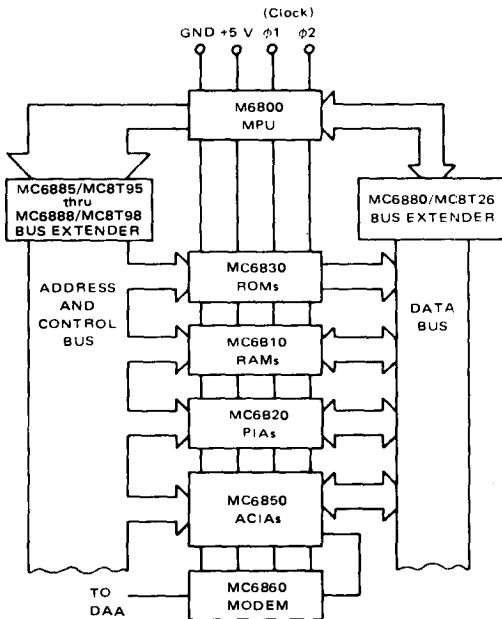 (Clock)
GND +5 V ϕ1 ϕ2
M6800
MPU
MC6885/MC8T95
thru
MC6888/MC8T98
BUS EXTENDER
MC6880/MC8T26
BUS EXTENDER
ADDRESS
AND
CONTROL
BUS
MC6830
ROMs
MC6810
RAMs
MC6820
PIAs
MC6850
ACIAs
MC6860
MODEM
DATA
BUS
TO
DAA